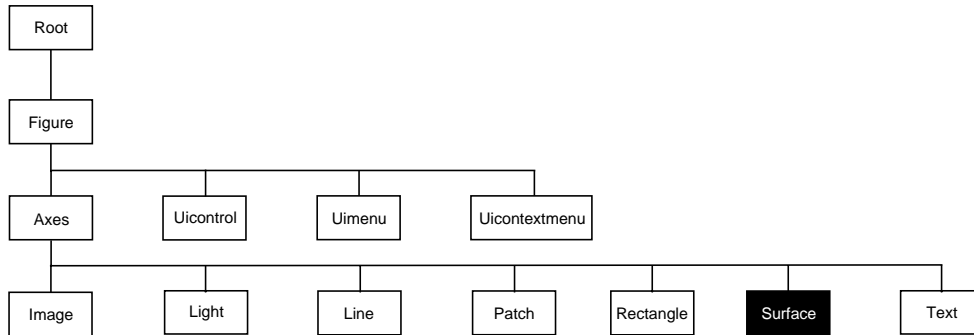 Root
Figure
Axes
Uicontrol
Uimenu
Uicontextmenu
Image
Light
Line
Patch
Rectangle
Surface
Text